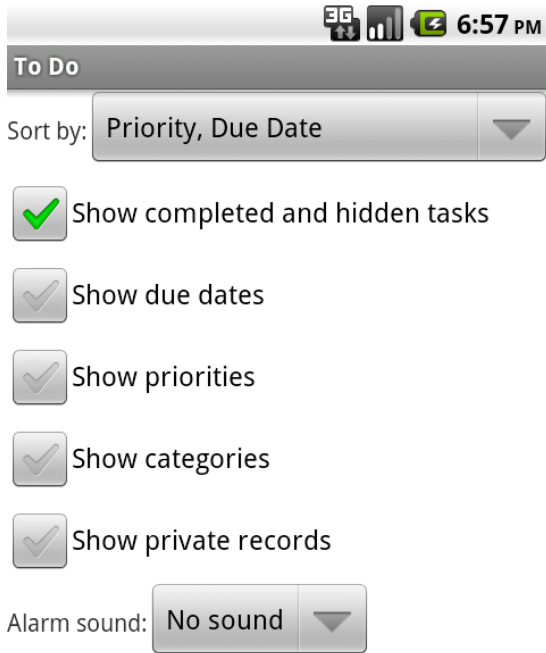 3G 6:57 PM
To Do
Sort by: Priority, Due Date
Show completed and hidden tasks
Show due dates
Show priorities
Show categories
Show private records
Alarm sound: No sound